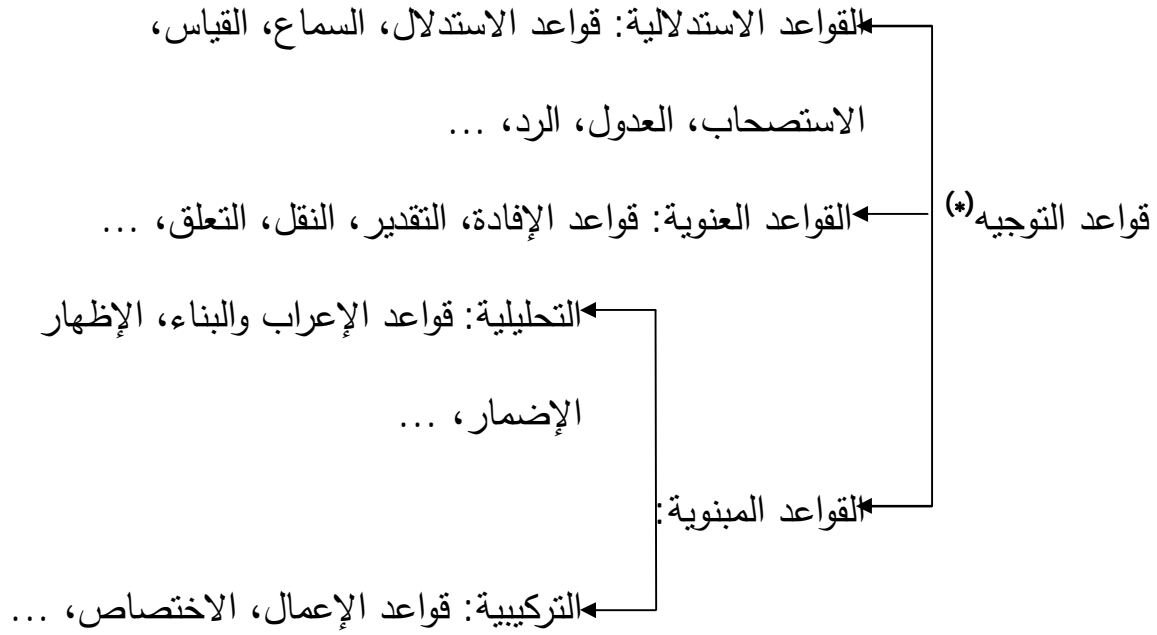 القواعد الاستدلالية: قواعد الاستدلال، السماع، القياس،
الاستصحاب، العدول، الرد، ...
قواعد التوجيه(*)
القواعد العنوية: قواعد الإفادة، التقدير، النقل، التعلق، ...
التحليلية: قواعد الإعراب والبناء، الإظهار
الإضمار، ...
القواعد المبنوية:
التركيبية: قواعد الإعمال، الاختصاص، ...